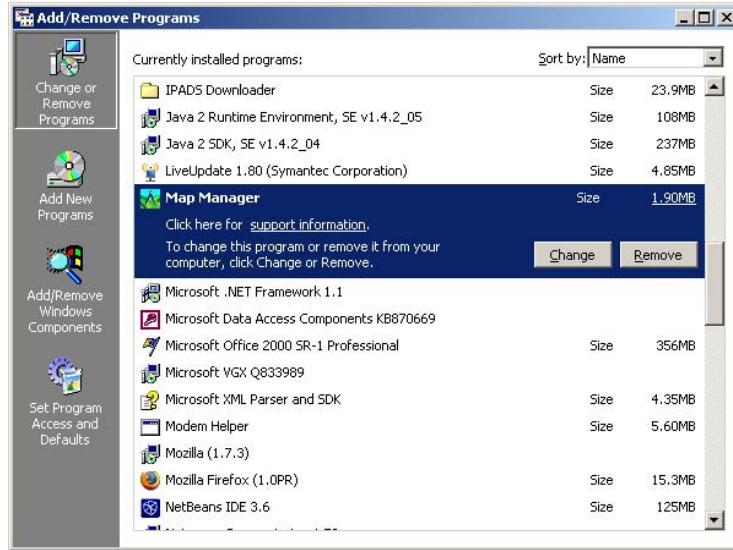 Add/Remove Programs
Change or
Remove
Programs
Add New
Programs
Add/Remove
Windows
Components
Set Program
Access and
Defaults
Currently installed programs:
Sort by: Name
IPADS Downloader Size 23.9MB
Java 2 Runtime Environment, SE v1.4.2_05 Size 108MB
Java 2 SDK, SE v1.4.2_04 Size 237MB
LiveUpdate 1.80 (Symantec Corporation) Size 4.85MB
Map Manager Size 1.90MB
Click here for support information.
To change this program or remove it from your
computer, click Change or Remove.
Change Remove
Microsoft .NET Framework 1.1
Microsoft Data Access Components KB870669
Microsoft Office 2000 SR-1 Professional Size 356MB
Microsoft VGX Q833989
Microsoft XML Parser and SDK Size 4.35MB
Modem Helper Size 5.60MB
Mozilla (1.7.3)
Mozilla Firefox (1.0PR) Size 15.3MB
NetBeans IDE 3.6 Size 125MB